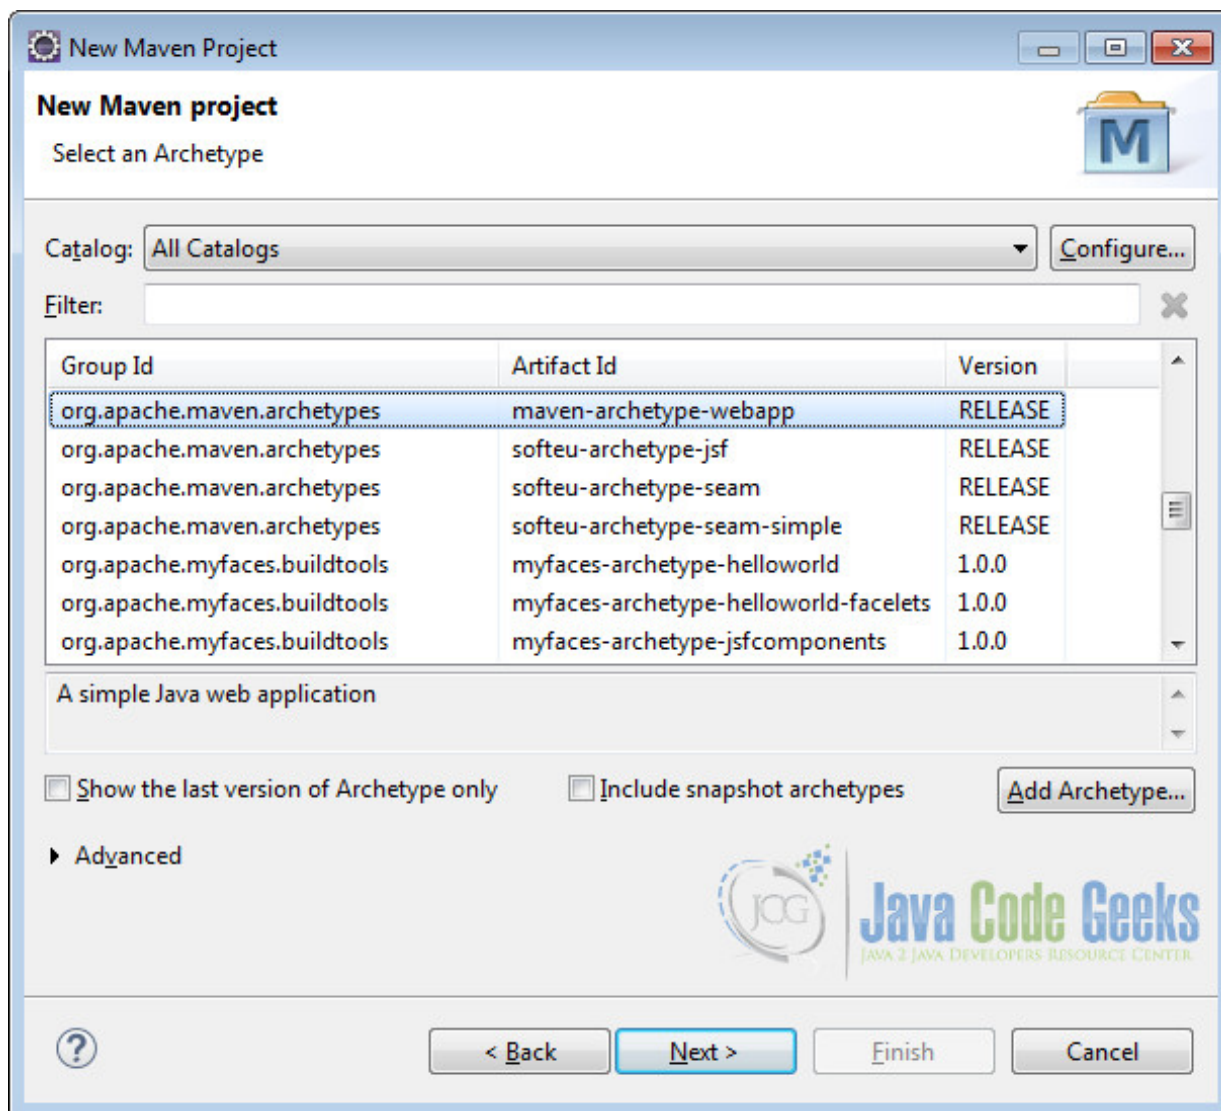 New Maven Project
New Maven project
Select an Archetype
M
Catalog: All Catalogs Configure...
Filter:
Group Id Artifact Id Version
org.apache.maven.archetypes maven-archetype-webapp RELEASE
org.apache.maven.archetypes softeu-archetype-jsf RELEASE
org.apache.maven.archetypes softeu-archetype-seam RELEASE
org.apache.maven.archetypes softeu-archetype-seam-simple RELEASE
org.apache.myfaces.buildtools myfaces-archetype-helloworld 1.0.0
org.apache.myfaces.buildtools myfaces-archetype-helloworld-facelets 1.0.0
org.apache.myfaces.buildtools myfaces-archetype-jsfcomponents 1.0.0
A simple Java web application
Show the last version of Archetype only Include snapshot archetypes Add Archetype...
Advanced
JCG Java Code Geeks
JAVA 2 JAVA DEVELOPERS RESOURCE CENTER
? < Back Next > Finish Cancel